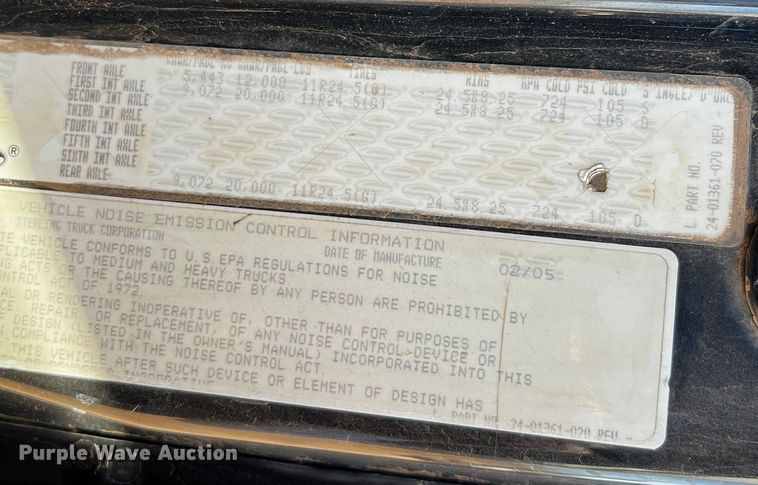 GAWR/PNBE KG GAWR/PNBE LBS TIRES RIMS KPA COLD PSI COLD "S"INGLE/"D"UAL
FRONT AXLE 5,443 12,000 11R24.5(G) 24.5X8.25 724 105 S
FIRST INT AXLE 9,072 20,000 11R24.5(G) 24.5X8.25 724 105 D
SECOND INT AXLE
THIRD INT AXLE
FOURTH INT AXLE
FIFTH INT AXLE
SIXTH INT AXLE
REAR AXLE 9,072 20,000 11R24.5(G) 24.5X8.25 724 105 D
®
L PART NO.
24-01361-070 REV -
VEHICLE NOISE EMISSION CONTROL INFORMATION
STERLING TRUCK CORPORATION DATE OF MANUFACTURE 02/05
VEHICLE CONFORMS TO U.S.EPA REGULATIONS FOR NOISE
TO MEDIUM AND HEAVY TRUCKS.
ACTS OR THE CAUSING THEREOF BY ANY PERSON ARE PROHIBITED BY
CONTROL OF 1972.
OR RENDERING INOPERATIVE OF, OTHER THAN FOR PURPOSES OF
REPAIR OR REPLACEMENT, OF ANY NOISE CONTROL DEVICE OR
DESIGN (LISTED IN THE OWNER'S MANUAL) INCORPORATED INTO THIS
COMPLIANCE WITH THE NOISE CONTROL ACT
THIS VEHICLE AFTER SUCH DEVICE OR ELEMENT OF DESIGN HAS
L PART NO. 24-01361-020 REV -
Purple Wave Auction